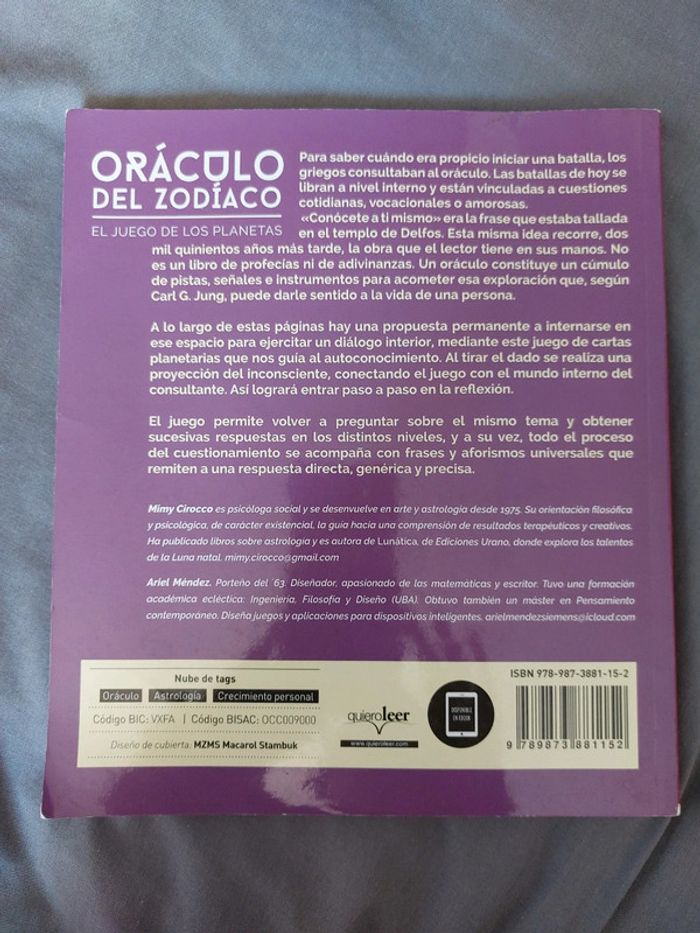 ORÁCULO
DEL ZODÍACO
EL JUEGO DE LOS PLANETAS
Para saber cuándo era propicio iniciar una batalla, los
griegos consultaban al oráculo. Las batallas de hoy se
libran a nivel interno y están vinculadas a cuestiones
cotidianas, vocacionales o amorosas.
«Conócete a ti mismo» era la frase que estaba tallada
en el templo de Delfos. Esta misma idea recorre, dos
mil quinientos años más tarde, la obra que el lector tiene en sus manos. No
es un libro de profecías ni de adivinanzas. Un oráculo constituye un cúmulo
de pistas, señales e instrumentos para acometer esa exploración que, según
Carl G. Jung, puede darle sentido a la vida de una persona.
A lo largo de estas páginas hay una propuesta permanente a internarse en
ese espacio para ejercitar un diálogo interior, mediante este juego de cartas
planetarias que nos guía al autoconocimiento. Al tirar el dado se realiza una
proyección del inconsciente, conectando el juego con el mundo interno del
consultante. Así logrará entrar paso a paso en la reflexión.
El juego permite volver a preguntar sobre el mismo tema y obtener
sucesivas respuestas en los distintos niveles, y a su vez, todo el proceso
del cuestionamiento se acompaña con frases y aforismos universales que
remiten a una respuesta directa, genérica y precisa.
Mimy Cirocco es psicóloga social y se desenvuelve en arte y astrología desde 1975. Su orientación filosófica
y psicológica, de carácter existencial, la guía hacia una comprensión de resultados terapéuticos y creativos.
Ha publicado libros sobre astrología y es autora de Lunática, de Ediciones Urano, donde explora los talentos
de la Luna natal. mimy.cirocco@gmail.com
Ariel Méndez. Porteño del ´63. Diseñador, apasionado de las matemáticas y escritor. Tuvo una formación
académica ecléctica: Ingeniería, Filosofía y Diseño (UBA). Obtuvo también un máster en Pensamiento
contemporáneo. Diseña juegos y aplicaciones para dispositivos inteligentes. arielmendezsiemens@icloud.com
Nube de tags
Oráculo Astrología Crecimiento personal
Código BIC: VXFA | Código BISAC: OCC009000
Diseño de cubierta: MZMS Macarol Stambuk
quieroleer
www.quieroleer.com
DISPONIBLE
EN EBOOK
ISBN 978-987-3881-15-2
9 789873 881152